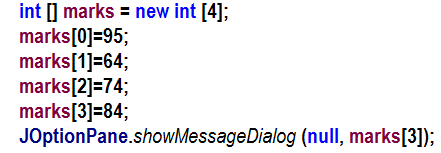 int [] marks = new int [4];
marks[0]=95;
marks[1]=64;
marks[2]=74;
marks[3]=84;
JOptionPane.showMessageDialog (null, marks[3]);